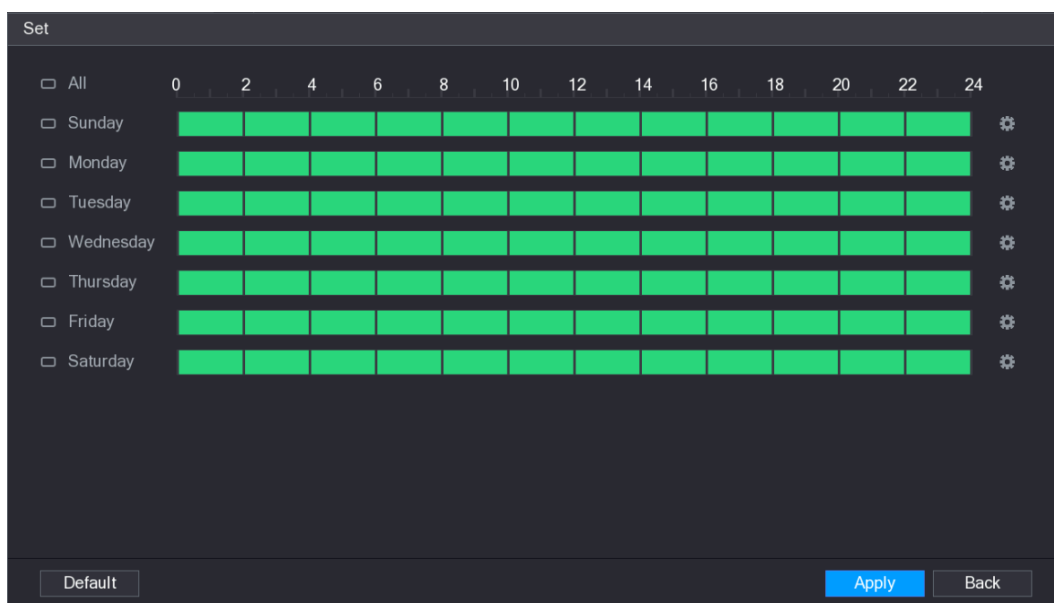 Set
All 0 2 4 6 8 10 12 14 16 18 20 22 24
Sunday
Monday
Tuesday
Wednesday
Thursday
Friday
Saturday
Default Apply Back